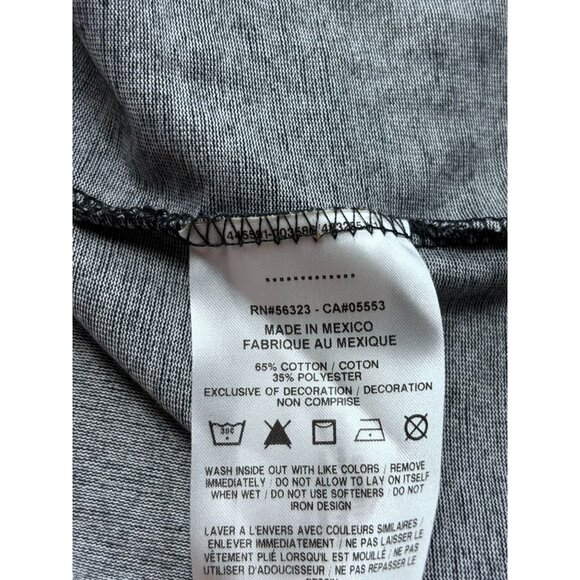 RN#56323 - CA#05553
MADE IN MEXICO
FABRIQUE AU MEXIQUE
65% COTTON / COTON
35% POLYESTER
EXCLUSIVE OF DECORATION / DECORATION
NON COMPRISE
WASH INSIDE OUT WITH LIKE COLORS / REMOVE
IMMEDIATELY / DO NOT ALLOW TO LAY ON ITSELF
WHEN WET / DO NOT USE SOFTENERS / DO NOT
IRON DESIGN
LAVER A L'ENVERS AVEC COULEURS SIMILAIRES /
ENLEVER IMMEDIATEMENT / NE PAS LAISSER LE
VÊTEMENT PLIÉ LORSQU'IL EST MOUILLÉ / NE PAS
UTILISER D'ADOUCISSEUR / NE PAS REPASSER LE